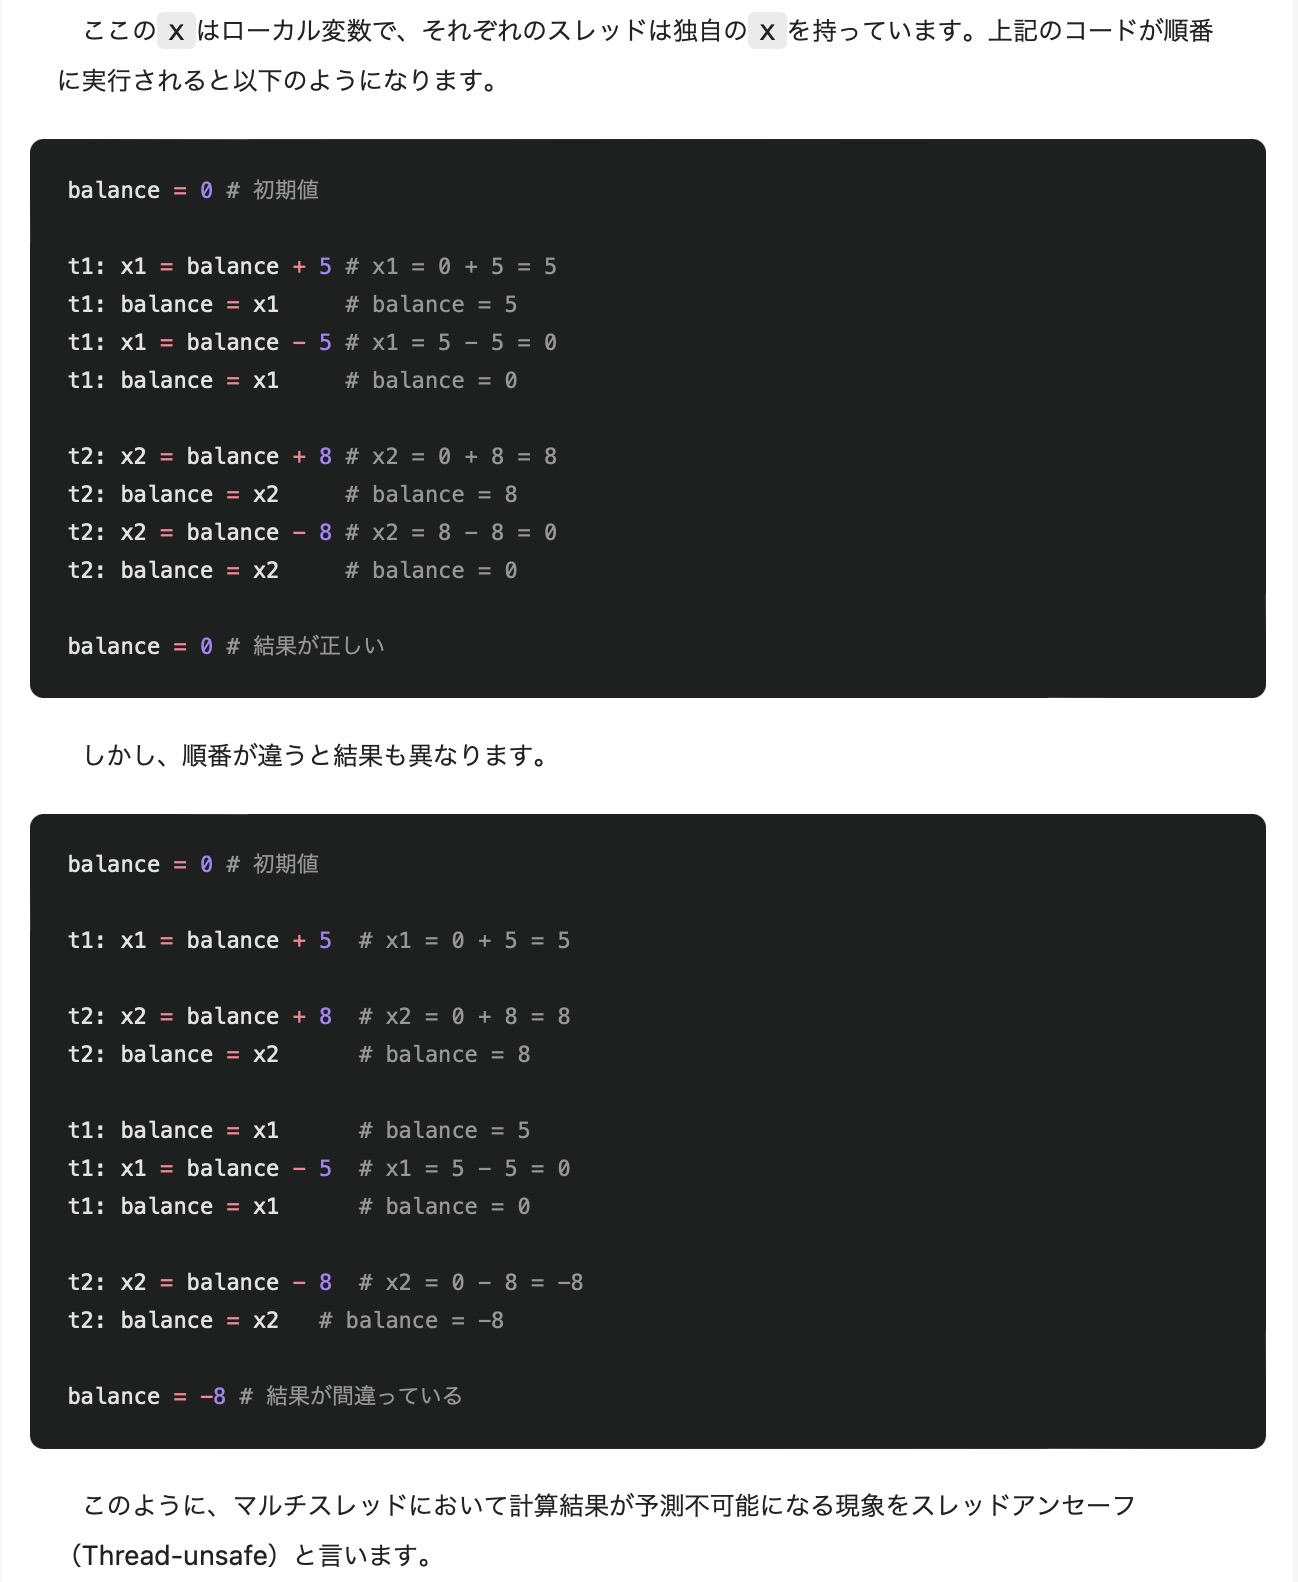 ここの x はローカル変数で、それぞれのスレッドは独自の x を持っています。上記のコードが順番
に実行されると以下のようになります。
balance = 0 # 初期値
t1: x1 = balance + 5 # x1 = 0 + 5 = 5
t1: balance = x1     # balance = 5
t1: x1 = balance - 5 # x1 = 5 - 5 = 0
t1: balance = x1     # balance = 0
t2: x2 = balance + 8 # x2 = 0 + 8 = 8
t2: balance = x2     # balance = 8
t2: x2 = balance - 8 # x2 = 8 - 8 = 0
t2: balance = x2     # balance = 0
balance = 0 # 結果が正しい
しかし、順番が違うと結果も異なります。
balance = 0 # 初期値
t1: x1 = balance + 5  # x1 = 0 + 5 = 5
t2: x2 = balance + 8  # x2 = 0 + 8 = 8
t2: balance = x2      # balance = 8
t1: balance = x1      # balance = 5
t1: x1 = balance - 5  # x1 = 5 - 5 = 0
t1: balance = x1      # balance = 0
t2: x2 = balance - 8  # x2 = 0 - 8 = -8
t2: balance = x2   # balance = -8
balance = -8 # 結果が間違っている
このように、マルチスレッドにおいて計算結果が予測不可能になる現象をスレッドアンセーフ
（Thread-unsafe）と言います。